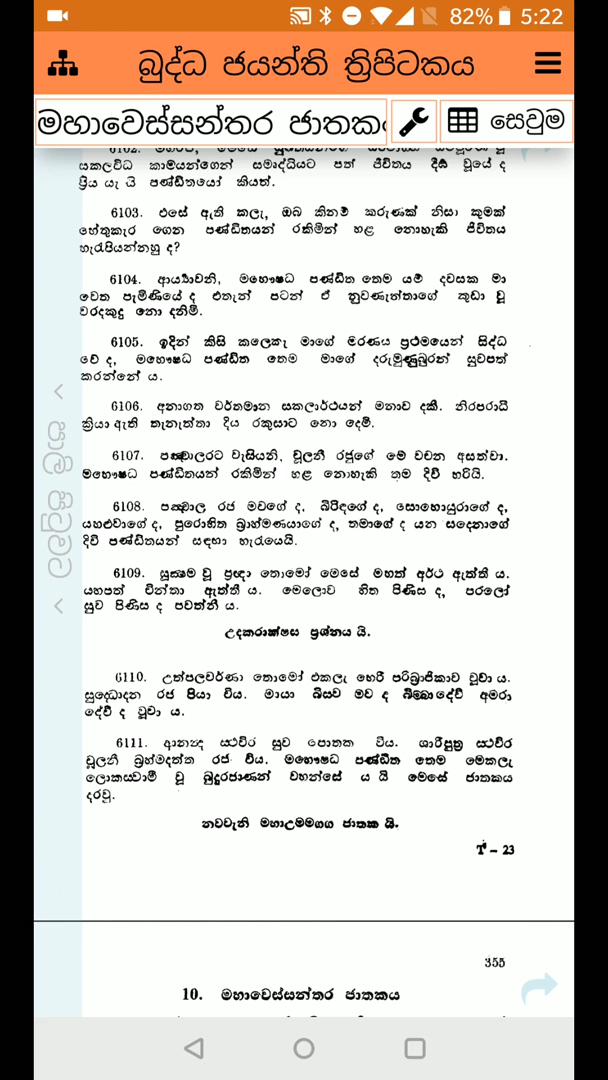 82% 5:22
බුද්ධ ජයන්ති ත්‍රිපිටකය
මහාවෙස්සන්තර ජාතක
සෙවුම
සකලවිධ කාමයන්ගෙන් සමෘද්ධියට පත් ජීවිතය දීර්ඝ වූයේ ද
ප්‍රිය යැ යි පණ්ඩිතයෝ කියත්.
6103. එසේ ඇති කලැ, ඔබ කිනම් කරුණක් නිසා කුමක්
හේතුකැර ගෙන පණ්ඩිතයන් රකිමින් හළ නොහැකි ජීවිතය
හැරැපියන්නහු ද?
6104. ආර්‍ය්‍යාවනි, මහෞෂධ පණ්ඩිත තෙම යම් දවසක මා
වෙත පැමිණියේ ද එතැන් පටන් ඒ නුවණැත්තාගේ කුඩා වූ
වරදකුදු නො දනිමි.
6105. ඉදින් කිසි කලෙකැ මාගේ මරණය ප්‍රථමයෙන් සිද්ධ
වේ ද, මහෞෂධ පණ්ඩිත තෙම මාගේ දරුමුණුබුරන් සුවපත්
කරන්නේ ය.
6106. අනාගත වර්තමාන සකලාර්ථයන් මනාව දකී. නිරපරාධි
ක්‍රියා ඇති තැනැත්තා දිය රකුසාට නො දෙමි.
6107. පඤ්චාලරට වැසියනි, චූලනී රජුගේ මේ වචන අසත්වා.
මහෞෂධ පණ්ඩිතයන් රකිමින් හළ නොහැකි තම දිවි හරියි.
6108. පඤ්චාල රජ මවගේ ද, බිරිඳගේ ද, සොහොයුරාගේ ද,
යහළුවාගේ ද, පුරොහිත බ්‍රාහ්මණයාගේ ද, තමාගේ ද යන සදෙනාගේ
දිවි පණ්ඩිතයන් සඳහා හැරැයෙයි.
6109. සූක්‍ෂම වූ ප්‍රඥා තොමෝ මෙසේ මහත් අර්ථ ඇත්තී ය.
යහපත් චින්තා ඇත්තී ය. මෙලොව හිත පිණිස ද, පරලෝ
සුව පිණිස ද පවත්නී ය.
උදකරාක්ෂස ප්‍රශ්නය යි.
6110. උත්පලවර්ණා තොමෝ එකලැ භෙරී පරිබ්‍රාජිකාව වූවා ය.
සුද්ධොදන රජ පියා විය. මායා බිසව මව ද බිම්බාදේවී අමරා
දේවී ද වූවා ය.
6111. ආනන්‍ද ස්ථවිර සුව පොතක විය. ශාරීපුත්‍ර ස්ථවිර
චූලනී බ්‍රහ්මදත්ත රජ විය. මහෞෂධ පණ්ඩිත තෙම මෙකලැ
ලොකස්වාමී වූ බුදුරජාණන් වහන්සේ ය යි මෙසේ ජාතකය
දරවු.
නවවැනි මහාඋම්මග්ග ජාතක යි.
T – 23
පාළි පිටුවට
355
10. මහාවෙස්සන්තර ජාතකය